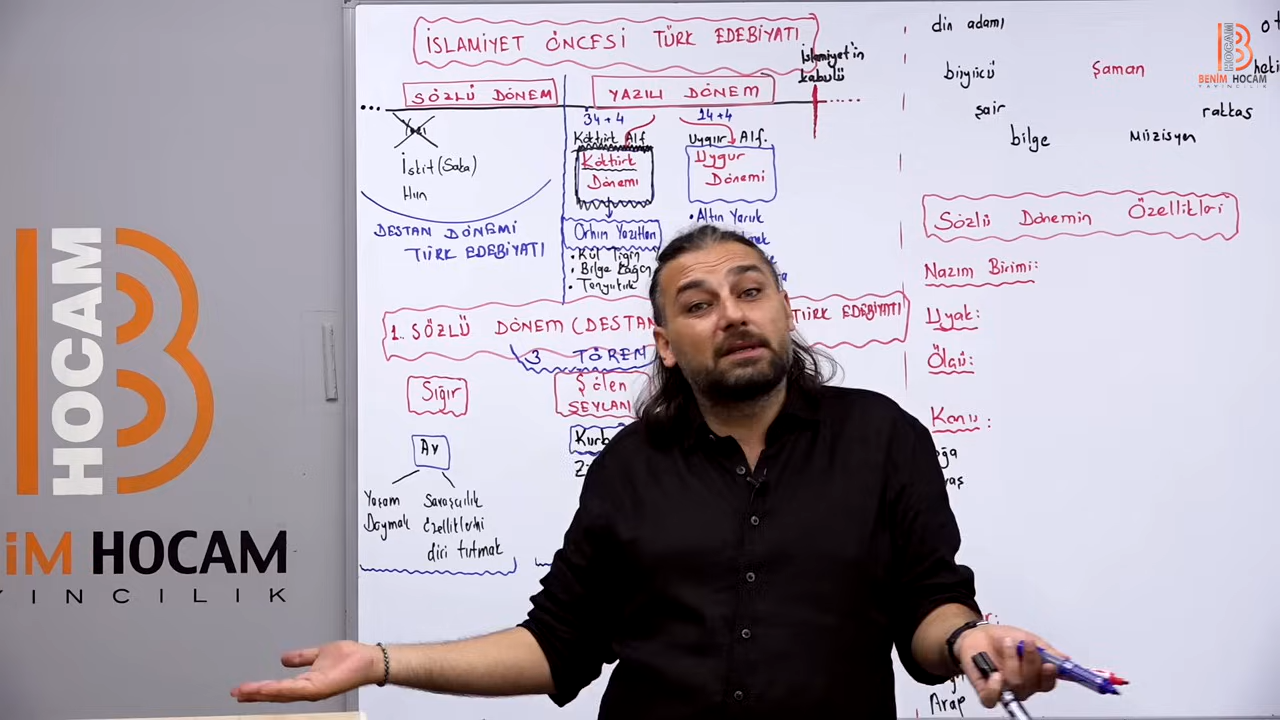 İSLAMİYET ÖNCESİ TÜRK EDEBİYATI
İslamiyet'in
kabulü
SÖZLÜ DÖNEM
YAZILI DÖNEM
34+4
14+4
Köktürk Alf.
Uygur Alf.
Köktürk
Dönemi
Uygur
Dönemi
İskit (Saka)
Hun
DESTAN DÖNEMİ
TÜRK EDEBİYATI
Orhun Yazıtları
• Kül Tigin
• Bilge Kağan
• Tonyukuk
• Altın Yaruk
1. SÖZLÜ DÖNEM (DESTAN
TÜRK EDEBİYATI)
3 TÖREN
Sığır
Şölen
ŞEYLAN
Av
Yaşam
Doymak
Savaşçılık
özelliklerini
diri tutmak
din adamı
büyücü
Şaman
şair
rakkas
bilge
Müzisyen
Sözlü Dönemin Özellikleri
Nazım Birimi:
Uyak:
Ölçü:
Konu:
Arap
BENİM HOCAM
YAYINCILIK
HOCAM
HOCAM